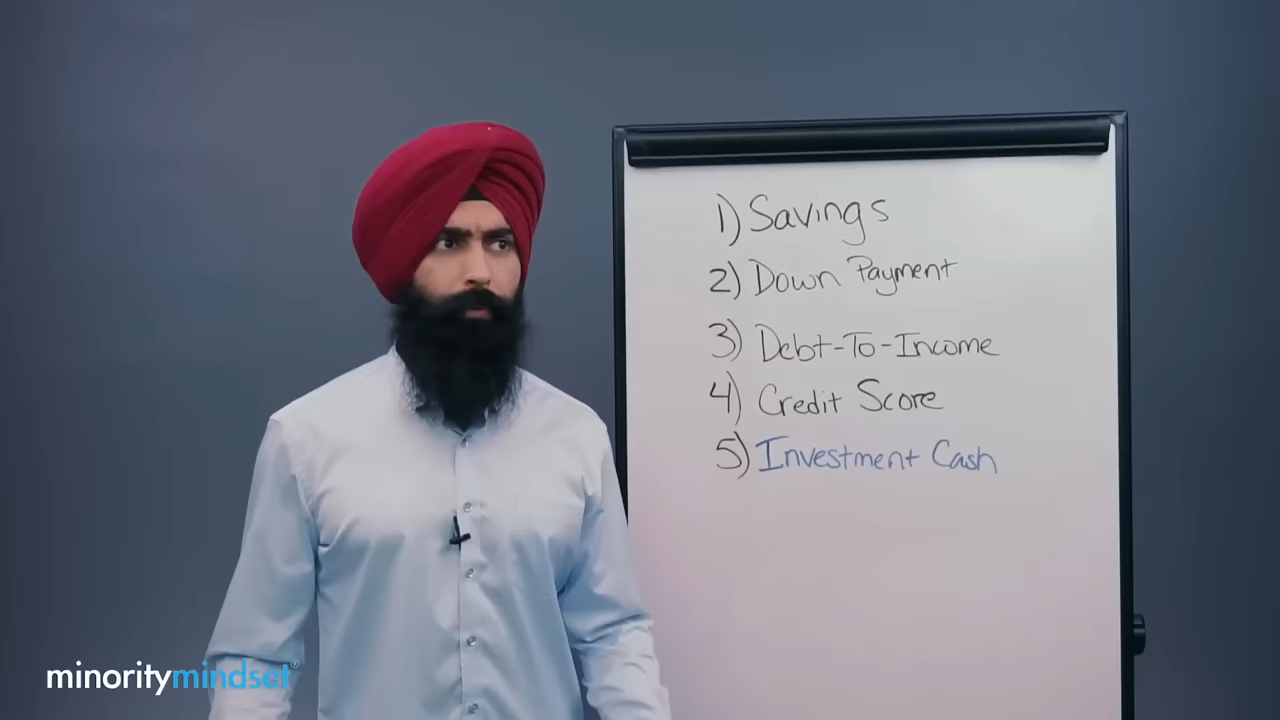 1) Savings
2) Down Payment
3) Debt-To-Income
4) Credit Score
5) Investment Cash
minoritymindset®